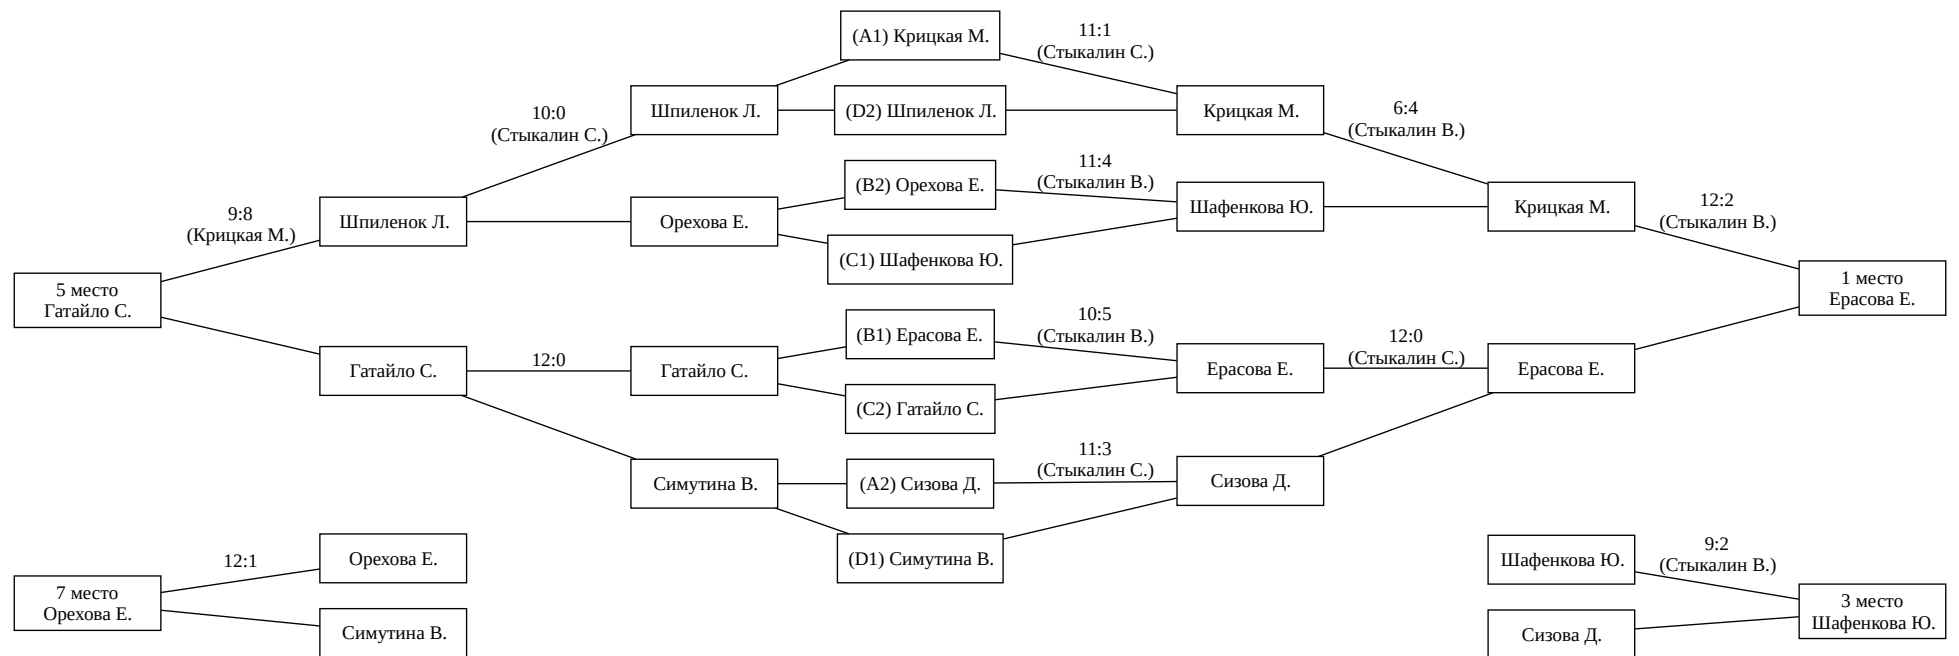 (A1) Крицкая М.
11:1
(Стыкалин С.)
10:0
(Стыкалин С.)
Шпиленок Л.
(D2) Шпиленок Л.
Крицкая М.
6:4
(Стыкалин В.)
(B2) Орехова Е.
11:4
(Стыкалин В.)
9:8
(Крицкая М.)
Шпиленок Л.
Орехова Е.
Шафенкова Ю.
Крицкая М.
12:2
(Стыкалин В.)
(C1) Шафенкова Ю.
5 место
Гатайло С.
1 место
Ерасова Е.
(B1) Ерасова Е.
10:5
(Стыкалин В.)
12:0
(Стыкалин С.)
Гатайло С.
12:0
Гатайло С.
Ерасова Е.
Ерасова Е.
(C2) Гатайло С.
11:3
(Стыкалин С.)
Симутина В.
(A2) Сизова Д.
Сизова Д.
12:1
Орехова Е.
(D1) Симутина В.
Шафенкова Ю.
9:2
(Стыкалин В.)
7 место
Орехова Е.
3 место
Шафенкова Ю.
Симутина В.
Сизова Д.